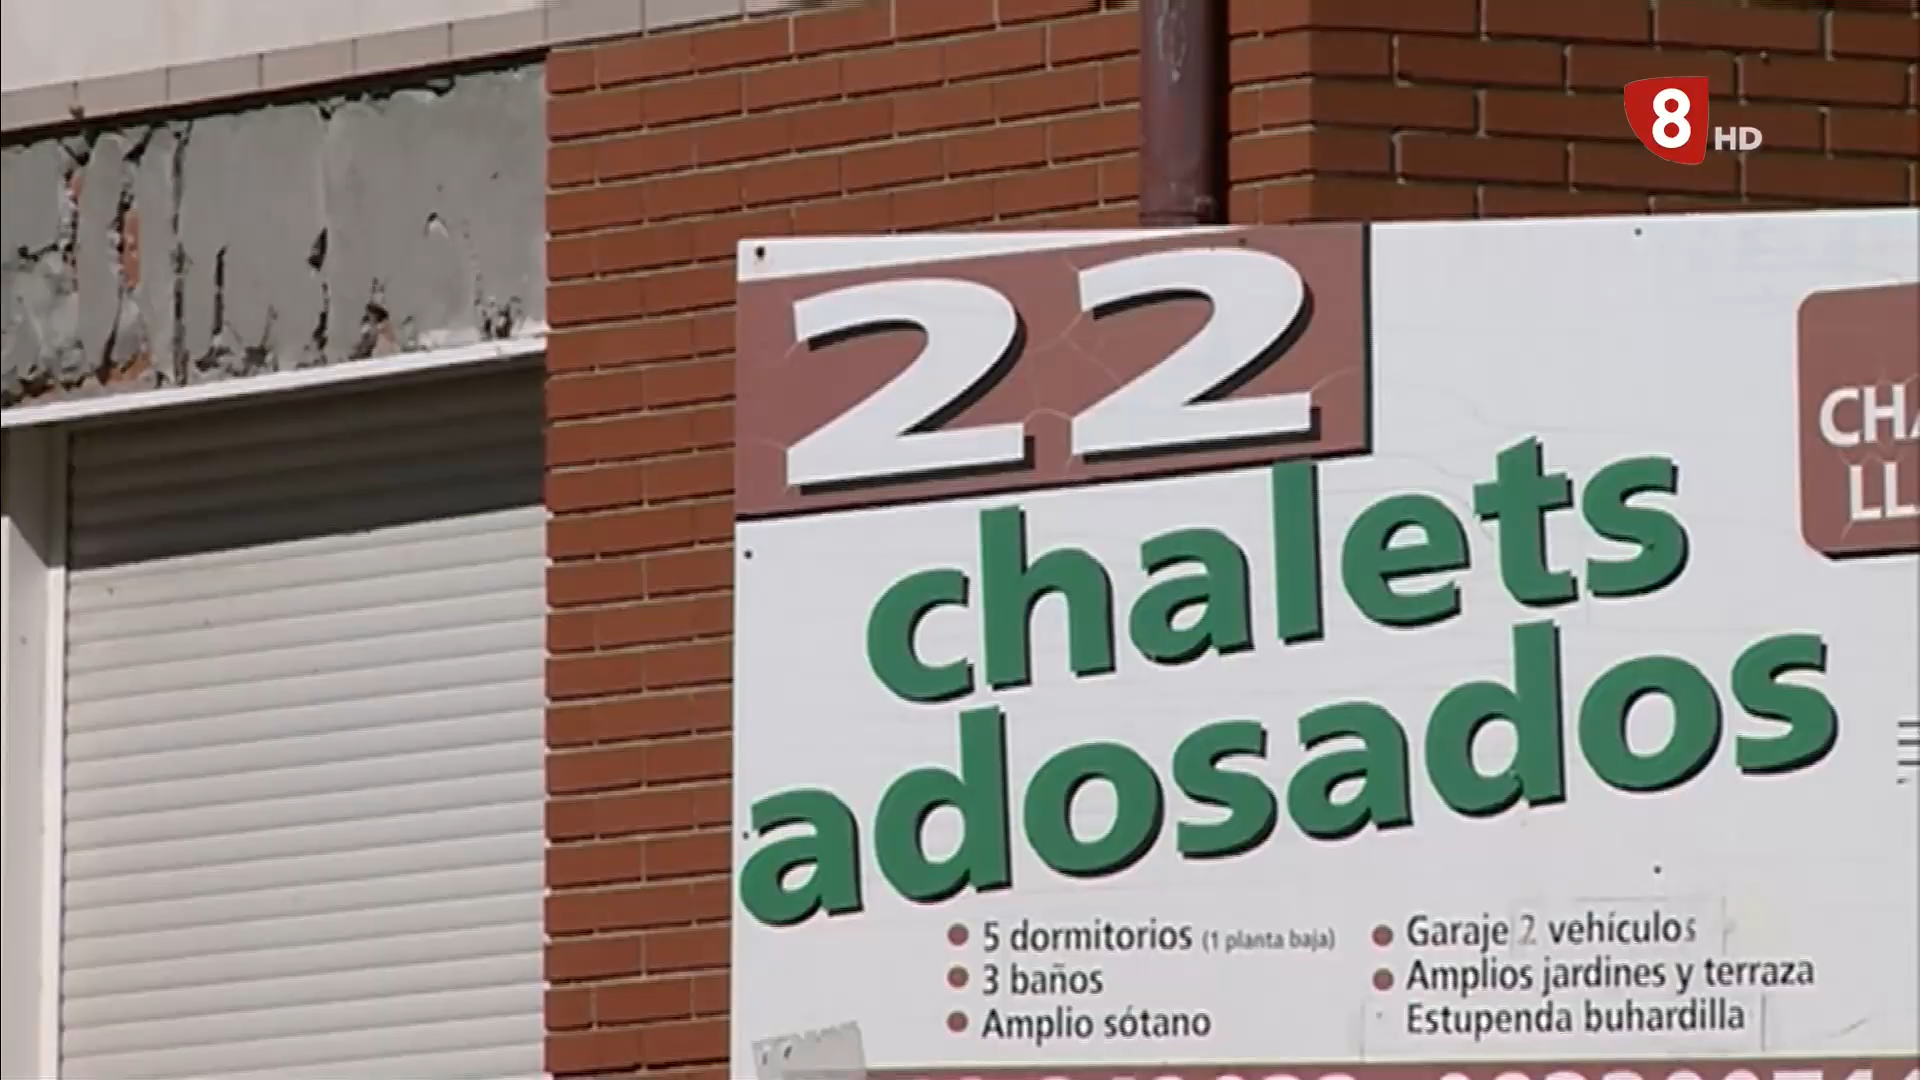 8 HD
22
chalets
adosados
5 dormitorios (1 planta baja)
3 baños
Amplio sótano
Garaje 2 vehículos
Amplios jardines y terraza
Estupenda buhardilla